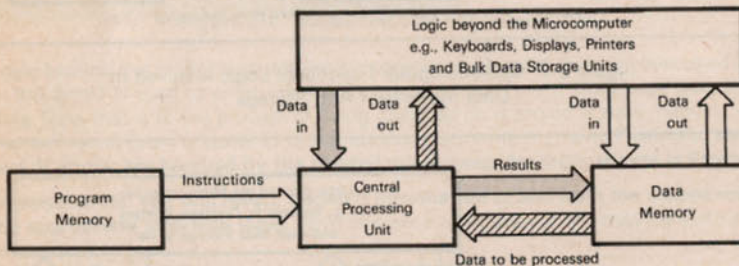 Logic beyond the Microcomputer
e.g., Keyboards, Displays, Printers
and Bulk Data Storage Units
Data
in
Data
out
Data
in
Data
out
Program
Memory
Instructions
Central
Processing
Unit
Results
Data
Memory
Data to be processed